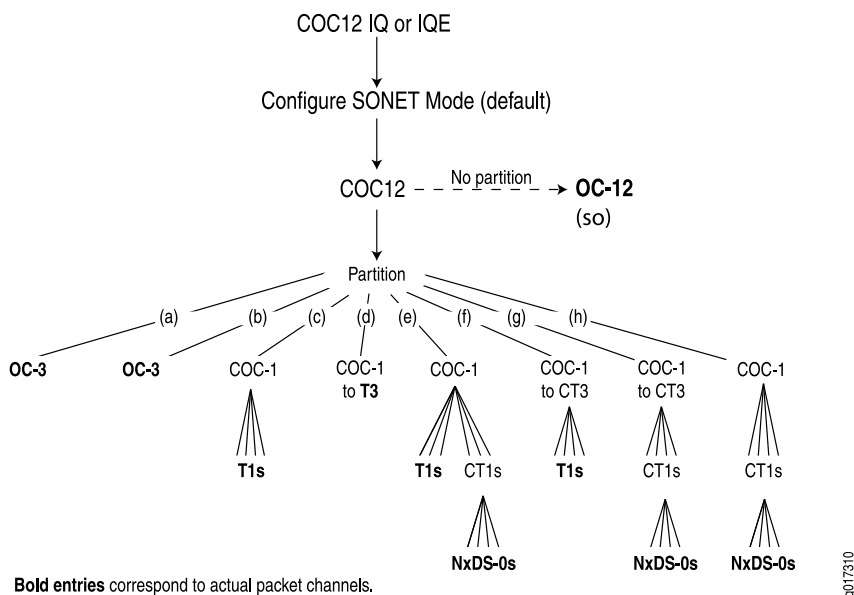 COC12 IQ or IQE
Configure SONET Mode (default)
COC12
No partition
OC-12
(so)
Partition
(a)
(b)
(c)
(d)
(e)
(f)
(g)
(h)
OC-3
OC-3
COC-1
COC-1
to T3
COC-1
COC-1
to CT3
COC-1
to CT3
COC-1
T1s
T1s
CT1s
T1s
CT1s
CT1s
NxDS-0s
NxDS-0s
NxDS-0s
Bold entries correspond to actual packet channels.
g017310